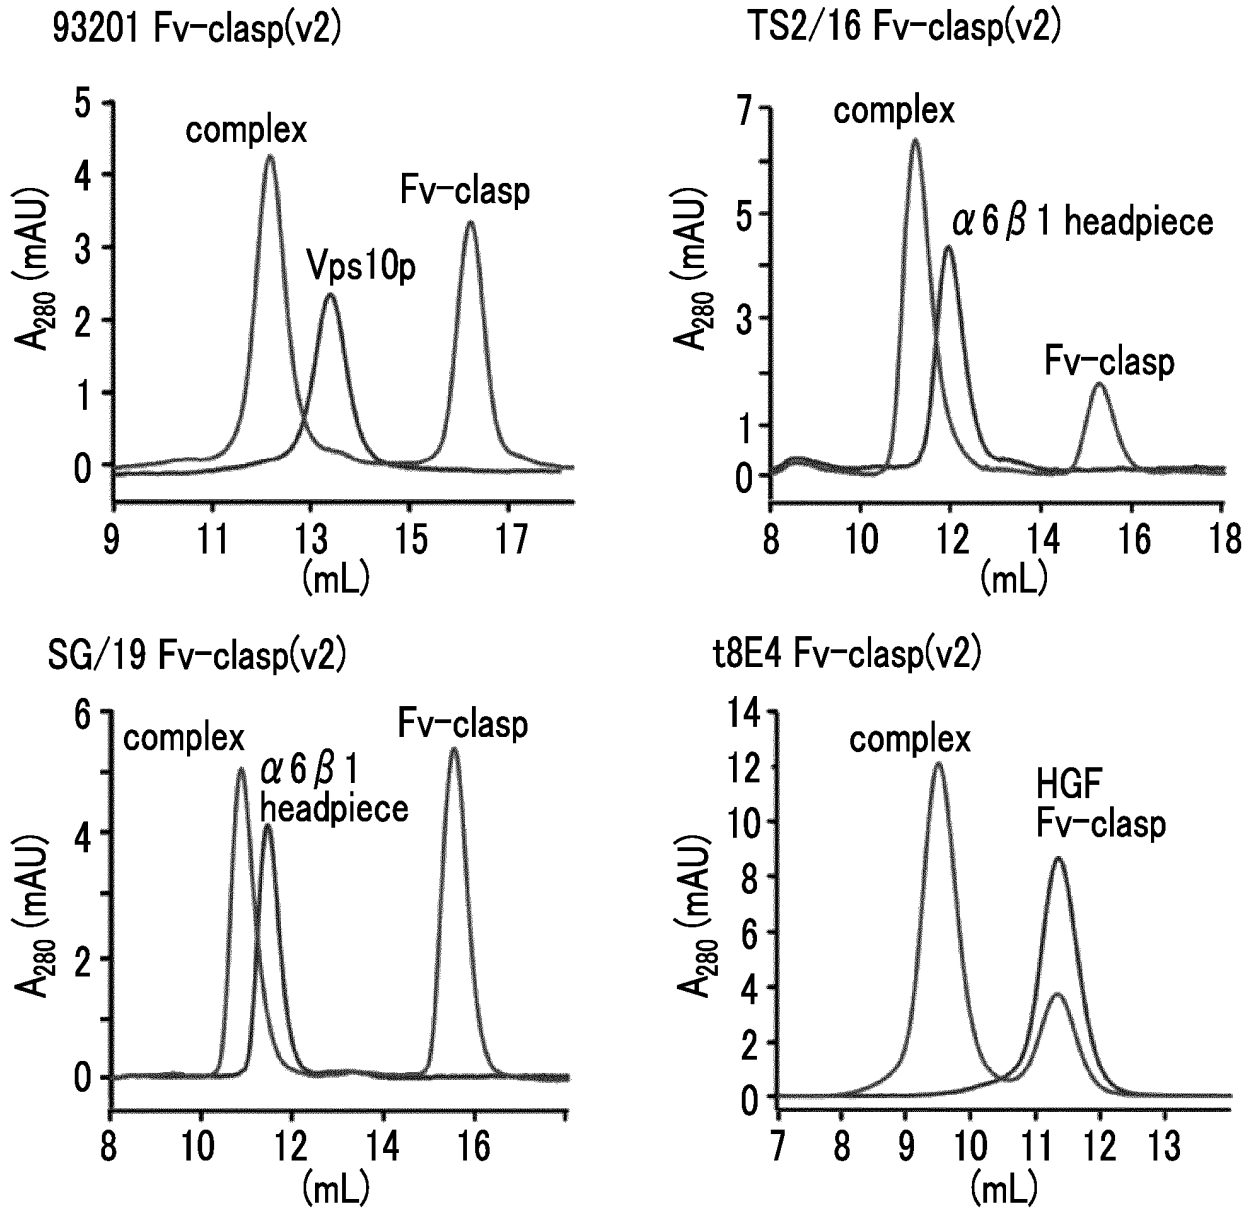 93201 Fv-clasp(v2)
5
4
3
2
1
0
A280 (mAU)
complex
Vps10p
Fv-clasp
9 11 13 15 17
(mL)
TS2/16 Fv-clasp(v2)
7
5
3
1
0
A280 (mAU)
complex
α6β1 headpiece
Fv-clasp
8 10 12 14 16 18
(mL)
SG/19 Fv-clasp(v2)
6
4
2
0
A280 (mAU)
complex
α6β1
headpiece
Fv-clasp
8 10 12 14 16
(mL)
t8E4 Fv-clasp(v2)
14
12
10
8
6
4
2
0
A280 (mAU)
complex
HGF
Fv-clasp
7 8 9 10 11 12 13
(mL)